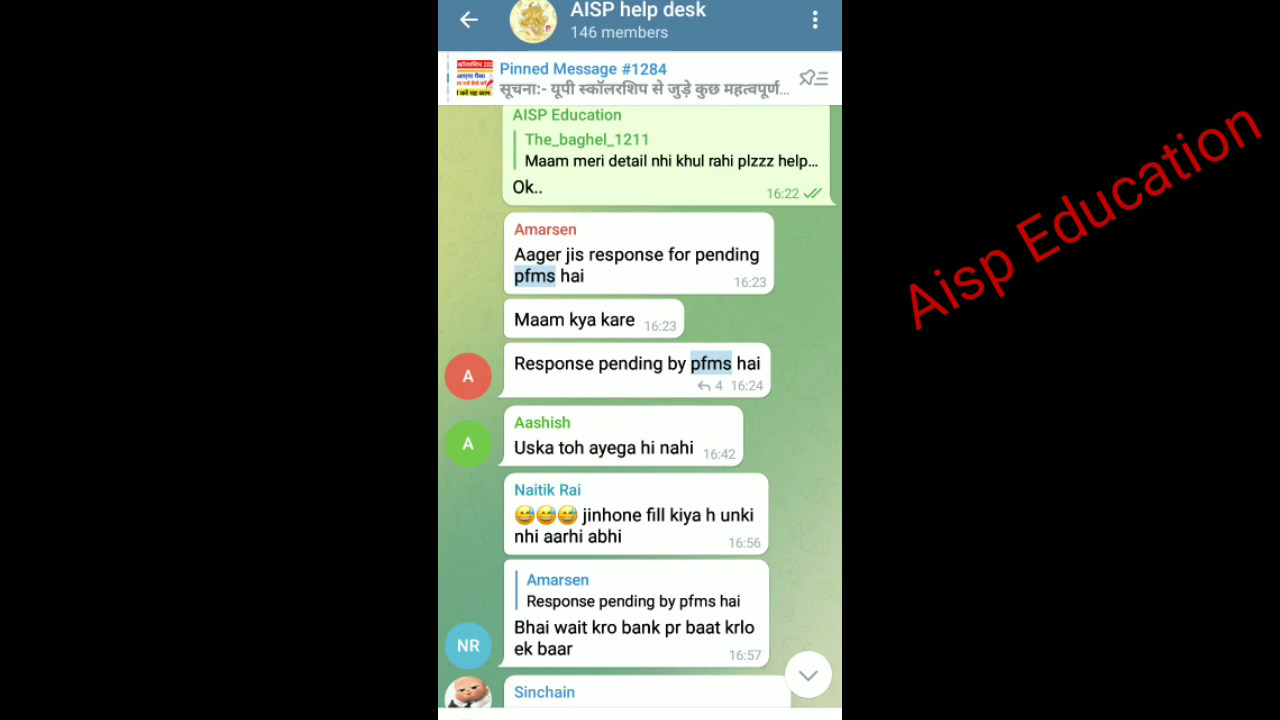 AISP help desk
146 members
Pinned Message #1284
सूचना:- यूपी स्कॉलरशिप से जुड़े कुछ महत्वपूर्ण...
AISP Education
The_baghel_1211
Maam meri detail nhi khul rahi plzzz help...
Ok..
16:22
Amarsen
Aager jis response for pending
pfms hai
16:23
Maam kya kare 16:23
Response pending by pfms hai
4 16:24
A
Aashish
A
Uska toh ayega hi nahi 16:42
Naitik Rai
😅😅😅 jinhone fill kiya h unki
nhi aarhi abhi
16:56
Amarsen
Response pending by pfms hai
Bhai wait kro bank pr baat krlo
ek baar
16:57
NR
Sinchain
Aisp Education